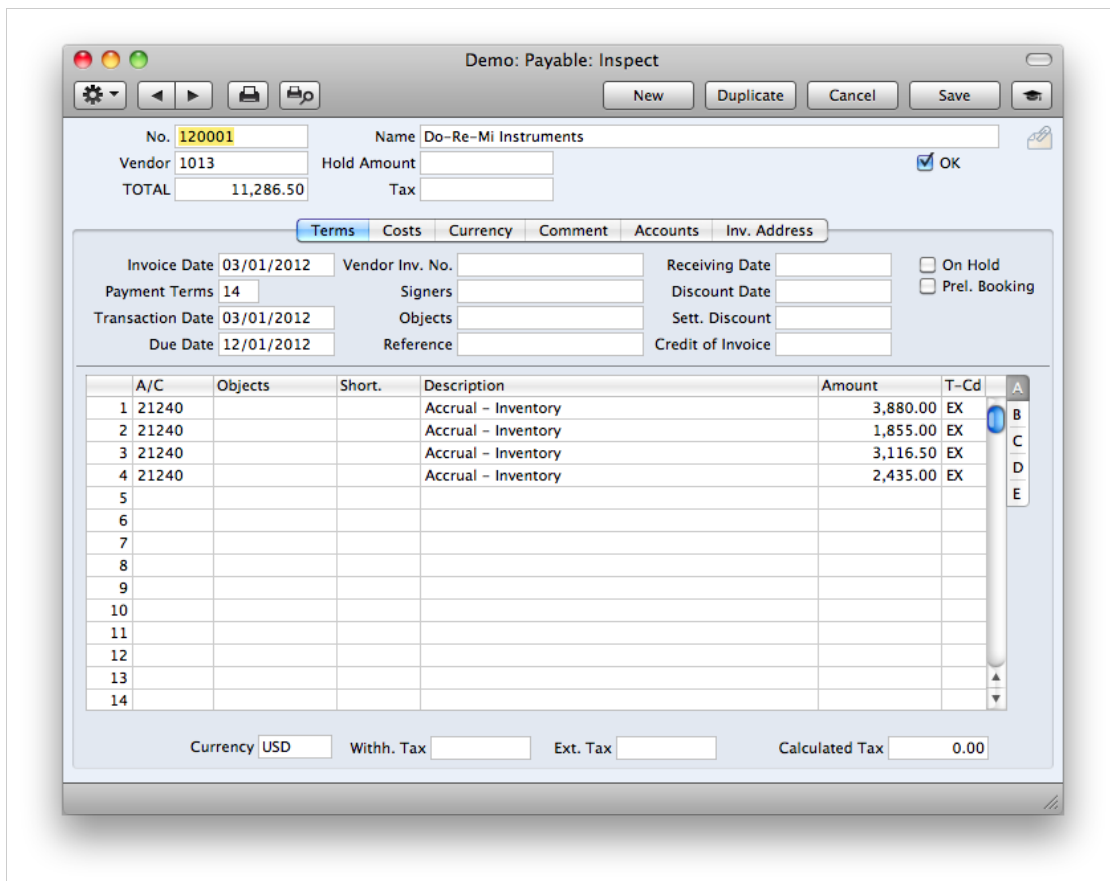 Demo: Payable: Inspect
New Duplicate Cancel Save
No. 120001 Name Do-Re-Mi Instruments
Vendor 1013 Hold Amount OK
TOTAL 11,286.50 Tax
Terms Costs Currency Comment Accounts Inv. Address
Invoice Date 03/01/2012 Vendor Inv. No. Receiving Date On Hold
Payment Terms 14 Signers Discount Date Prel. Booking
Transaction Date 03/01/2012 Objects Sett. Discount
Due Date 12/01/2012 Reference Credit of Invoice
A/C Objects Short. Description Amount T-Cd A
1 21240 Accrual - Inventory 3,880.00 EX B
2 21240 Accrual - Inventory 1,855.00 EX C
3 21240 Accrual - Inventory 3,116.50 EX D
4 21240 Accrual - Inventory 2,435.00 EX E
5
6
7
8
9
10
11
12
13
14
Currency USD Withh. Tax Ext. Tax Calculated Tax 0.00